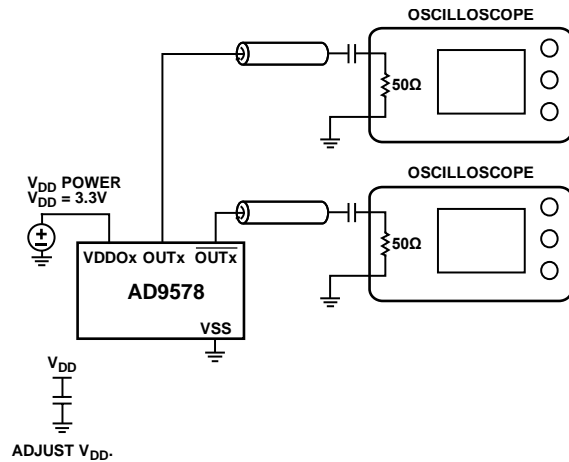 OSCILLOSCOPE
50Ω
OSCILLOSCOPE
50Ω
VDD POWER
VDD = 3.3V
VDDOx OUTx OUTx
AD9578
VSS
VDD
ADJUST VDD.